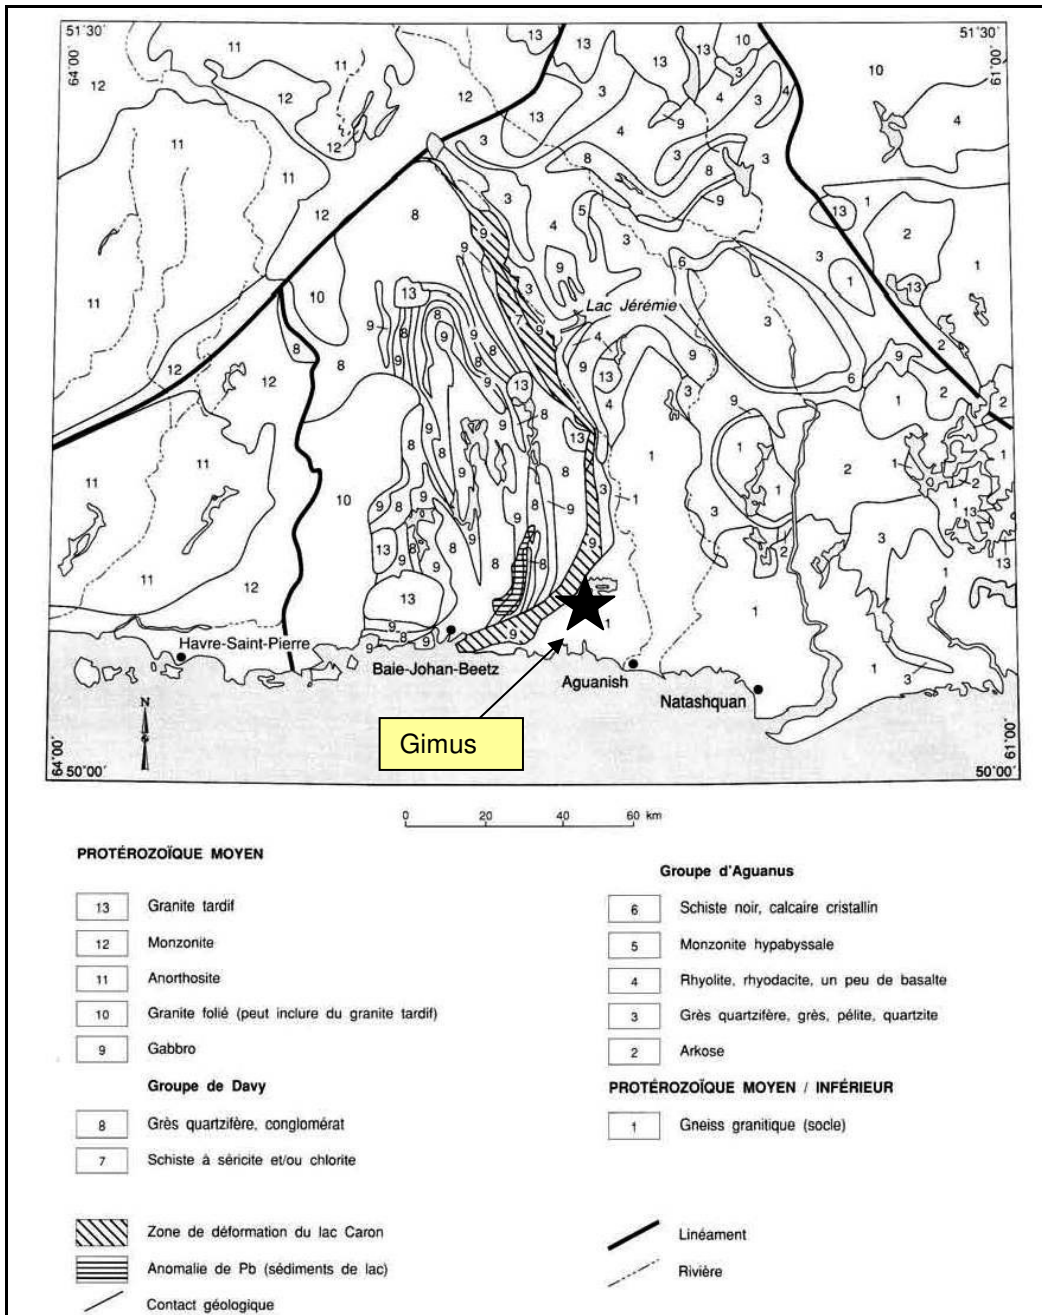 51°30'
51°30'
64°00'
61°00'
Lac Jérémie
Havre-Saint-Pierre
Baie-Johan-Beetz
Aguanish
Natashquan
N
Gimus
64°00'
61°00'
50°00'
50°00'
0 20 40 60 km
PROTÉROZOÏQUE MOYEN
13 Granite tardif
12 Monzonite
11 Anorthosite
10 Granite folié (peut inclure du granite tardif)
9 Gabbro
Groupe de Davy
8 Grès quartzifère, conglomérat
7 Schiste à séricite et/ou chlorite
Zone de déformation du lac Caron
Anomalie de Pb (sédiments de lac)
Contact géologique
Groupe d'Aguanus
6 Schiste noir, calcaire cristallin
5 Monzonite hypabyssale
4 Rhyolite, rhyodacite, un peu de basalte
3 Grès quartzifère, grès, pélite, quartzite
2 Arkose
PROTÉROZOÏQUE MOYEN / INFÉRIEUR
1 Gneiss granitique (socle)
Linéament
Rivière